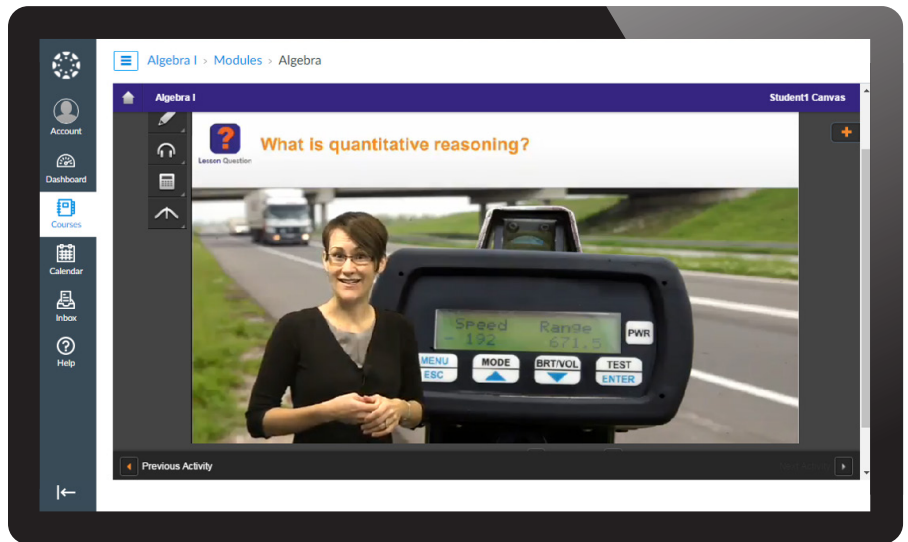 Algebra I › Modules › Algebra
Algebra I
Student1 Canvas
Account
Dashboard
Courses
Calendar
Inbox
Help
?
Lesson Question
What is quantitative reasoning?
Speed Range
- 192 671.5
PWR
MENU
ESC
MODE
BRT/VOL
TEST
ENTER
Previous Activity